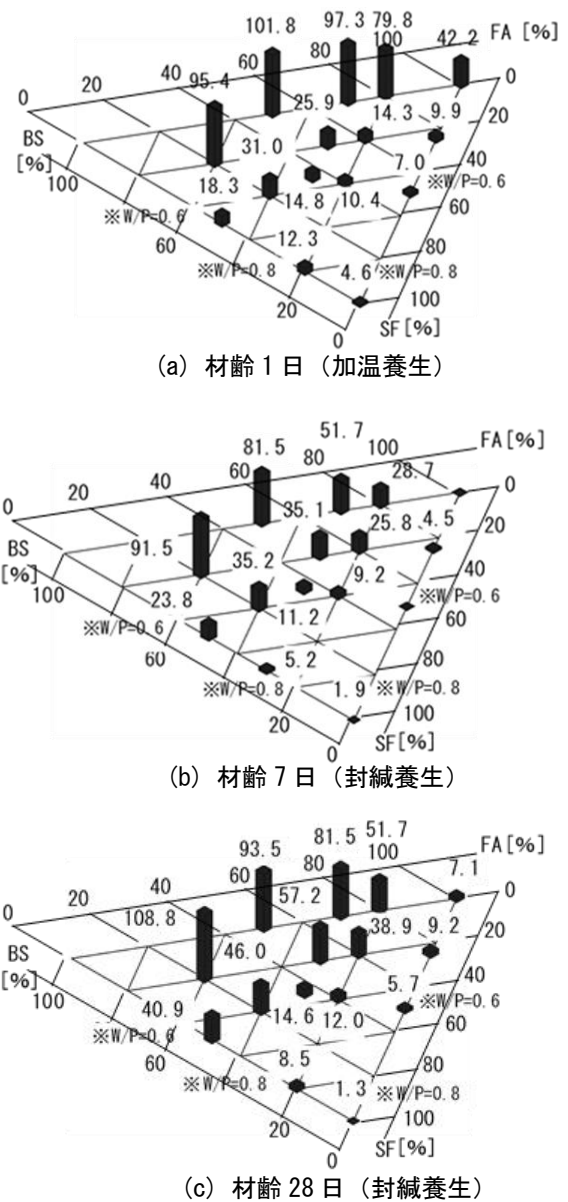 101.8 97.3 79.8 42.2 FA [%]
0 20 40 60 80 100 0
95.4 25.9 14.3 9.9 20
BS [%] 31.0 7.0 40
100 18.3 14.8 10.4 ※W/P=0.6
※W/P=0.6 60
60 12.3 80
※W/P=0.8 4.6 ※W/P=0.8
20 100
0 SF[%]
(a) 材齢1日(加温養生)
81.5 51.7 FA[%]
0 20 40 60 80 100 28.7 0
35.1 25.8 4.5 20
BS [%] 91.5 35.2 9.2 40
100 23.8 11.2 ※W/P=0.6
※W/P=0.6 60
60 5.2 80
※W/P=0.8 1.9 ※W/P=0.8
20 100
0 SF[%]
(b) 材齢7日(封緘養生)
93.5 81.5 51.7 FA[%]
0 20 40 60 80 100 7.1 0
108.8 57.2 38.9 9.2 20
BS [%] 46.0 5.7 40
100 40.9 14.6 12.0 ※W/P=0.6
※W/P=0.6 60
60 8.5 80
※W/P=0.8 1.3 ※W/P=0.8
20 100
0 SF[%]
(c) 材齢28日(封緘養生)